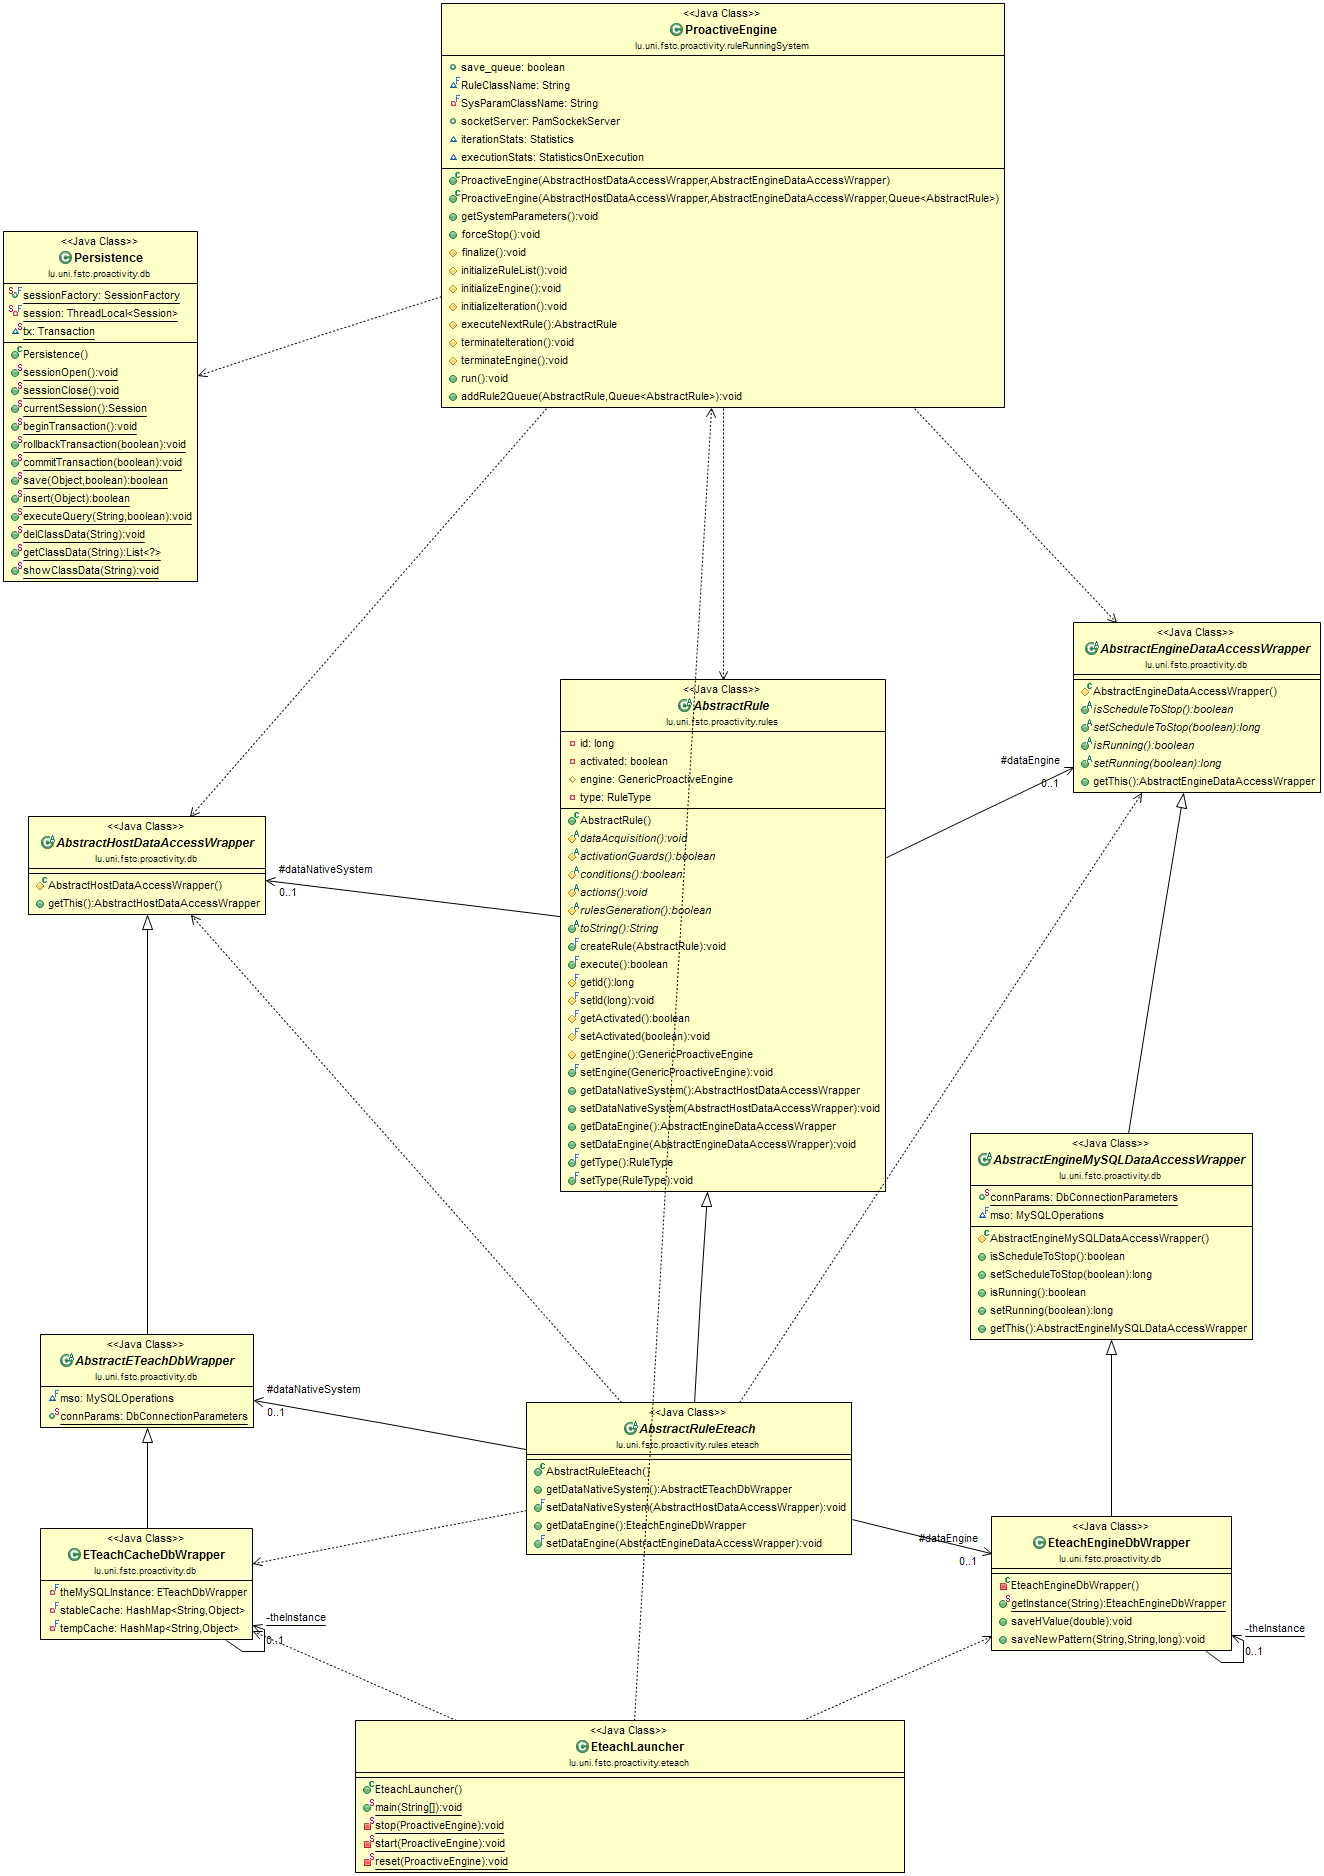 <<Java Class>>
ProactiveEngine
lu.uni.fstc.proactivity.ruleRunningSystem
save_queue: boolean
RuleClassName: String
SysParamClassName: String
socketServer: PamSockekServer
iterationStats: Statistics
executionStats: StatisticsOnExecution
ProactiveEngine(AbstractHostDataAccessWrapper,AbstractEngineDataAccessWrapper)
ProactiveEngine(AbstractHostDataAccessWrapper,AbstractEngineDataAccessWrapper,Queue<AbstractRule>)
getSystemParameters():void
forceStop():void
finalize():void
initializeRuleList():void
initializeEngine():void
initializeIteration():void
executeNextRule():AbstractRule
terminateIteration():void
terminateEngine():void
run():void
addRule2Queue(AbstractRule,Queue<AbstractRule>):void
<<Java Class>>
Persistence
lu.uni.fstc.proactivity.db
sessionFactory: SessionFactory
session: ThreadLocal<Session>
tx: Transaction
Persistence()
sessionOpen():void
sessionClose():void
currentSession():Session
beginTransaction():void
rollbackTransaction(boolean):void
commitTransaction(boolean):void
save(Object,boolean):boolean
insert(Object):boolean
executeQuery(String,boolean):void
delClassData(String):void
getClassData(String):List<?>
showClassData(String):void
<<Java Class>>
AbstractEngineDataAccessWrapper
lu.uni.fstc.proactivity.db
AbstractEngineDataAccessWrapper()
isScheduleToStop():boolean
setScheduleToStop(boolean):long
isRunning():boolean
setRunning(boolean):long
getThis():AbstractEngineDataAccessWrapper
<<Java Class>>
AbstractRule
lu.uni.fstc.proactivity.rules
id: long
activated: boolean
engine: GenericProactiveEngine
type: RuleType
AbstractRule()
dataAcquisition():void
activationGuards():boolean
conditions():boolean
actions():void
rulesGeneration():boolean
toString():String
createRule(AbstractRule):void
execute():boolean
getId():long
setId(long):void
getActivated():boolean
setActivated(boolean):void
getEngine():GenericProactiveEngine
setEngine(GenericProactiveEngine):void
getDataNativeSystem():AbstractHostDataAccessWrapper
setDataNativeSystem(AbstractHostDataAccessWrapper):void
getDataEngine():AbstractEngineDataAccessWrapper
setDataEngine(AbstractEngineDataAccessWrapper):void
getType():RuleType
setType(RuleType):void
#dataEngine
0..1
<<Java Class>>
AbstractHostDataAccessWrapper
lu.uni.fstc.proactivity.db
AbstractHostDataAccessWrapper()
getThis():AbstractHostDataAccessWrapper
#dataNativeSystem
0..1
<<Java Class>>
AbstractEngineMySQLDataAccessWrapper
lu.uni.fstc.proactivity.db
connParams: DbConnectionParameters
mso: MySQLOperations
AbstractEngineMySQLDataAccessWrapper()
isScheduleToStop():boolean
setScheduleToStop(boolean):long
isRunning():boolean
setRunning(boolean):long
getThis():AbstractEngineMySQLDataAccessWrapper
<<Java Class>>
AbstractETeachDbWrapper
lu.uni.fstc.proactivity.db
mso: MySQLOperations
connParams: DbConnectionParameters
#dataNativeSystem
0..1
<<Java Class>>
AbstractRuleEteach
lu.uni.fstc.proactivity.rules.eteach
AbstractRuleEteach()
getDataNativeSystem():AbstractETeachDbWrapper
setDataNativeSystem(AbstractHostDataAccessWrapper):void
getDataEngine():EteachEngineDbWrapper
setDataEngine(AbstractEngineDataAccessWrapper):void
#dataEngine
0..1
<<Java Class>>
ETeachCacheDbWrapper
lu.uni.fstc.proactivity.db
theMySQLInstance: ETeachDbWrapper
stableCache: HashMap<String,Object>
tempCache: HashMap<String,Object>
-theInstance
0..1
<<Java Class>>
EteachEngineDbWrapper
lu.uni.fstc.proactivity.db
EteachEngineDbWrapper()
getInstance(String):EteachEngineDbWrapper
saveHValue(double):void
saveNewPattern(String,String,long):void
-theInstance
0..1
<<Java Class>>
EteachLauncher
lu.uni.fstc.proactivity.eteach
EteachLauncher()
main(String[]):void
stop(ProactiveEngine):void
start(ProactiveEngine):void
reset(ProactiveEngine):void